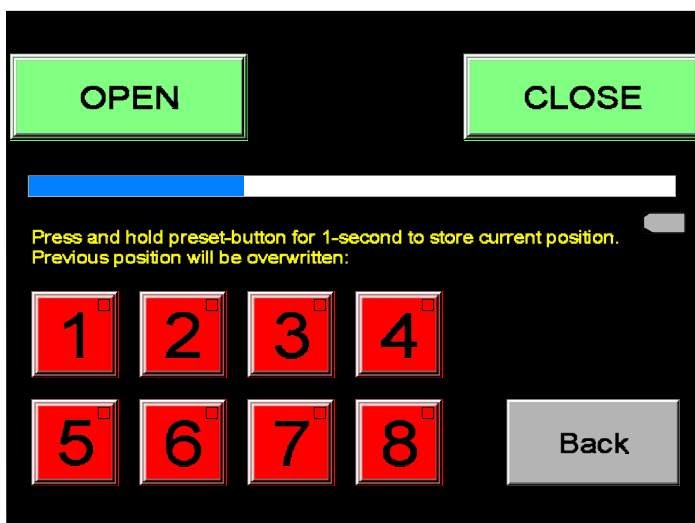 OPEN
CLOSE
Press and hold preset-button for 1-second to store current position.
Previous position will be overwritten:
1 2 3 4
5 6 7 8
Back